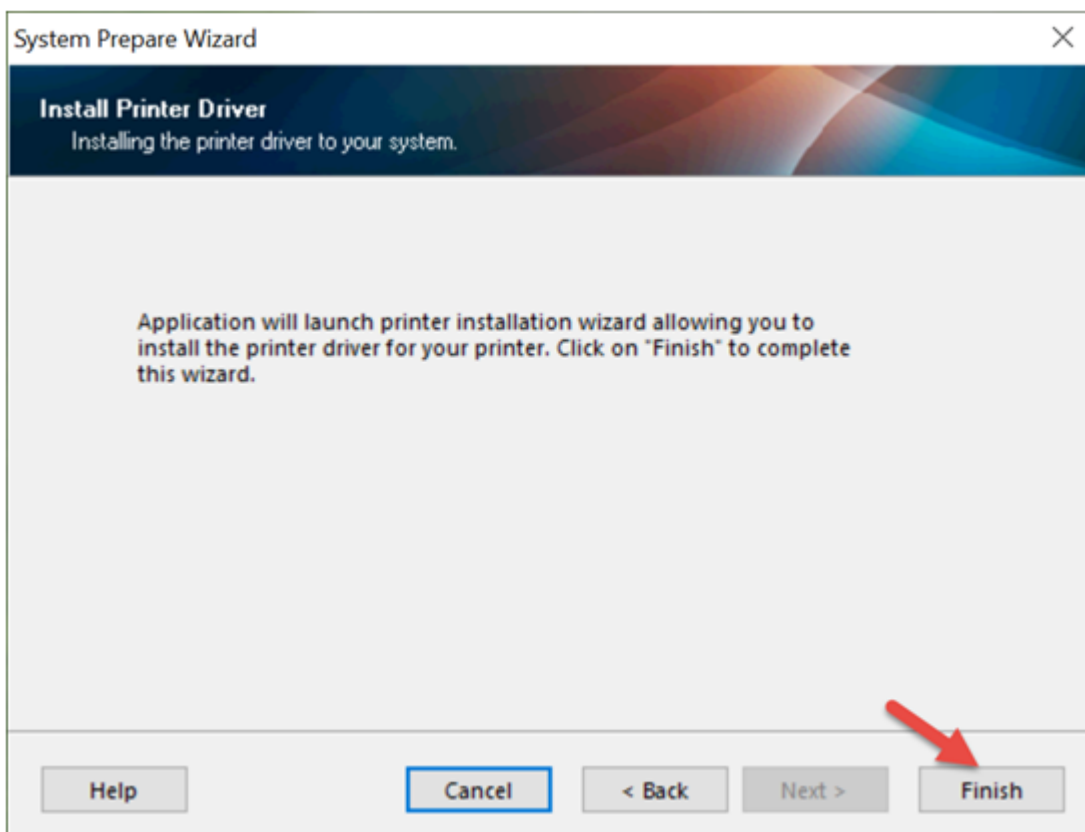 System Prepare Wizard
Install Printer Driver
Installing the printer driver to your system.
Application will launch printer installation wizard allowing you to
install the printer driver for your printer. Click on "Finish" to complete
this wizard.
Help
Cancel
< Back
Next >
Finish